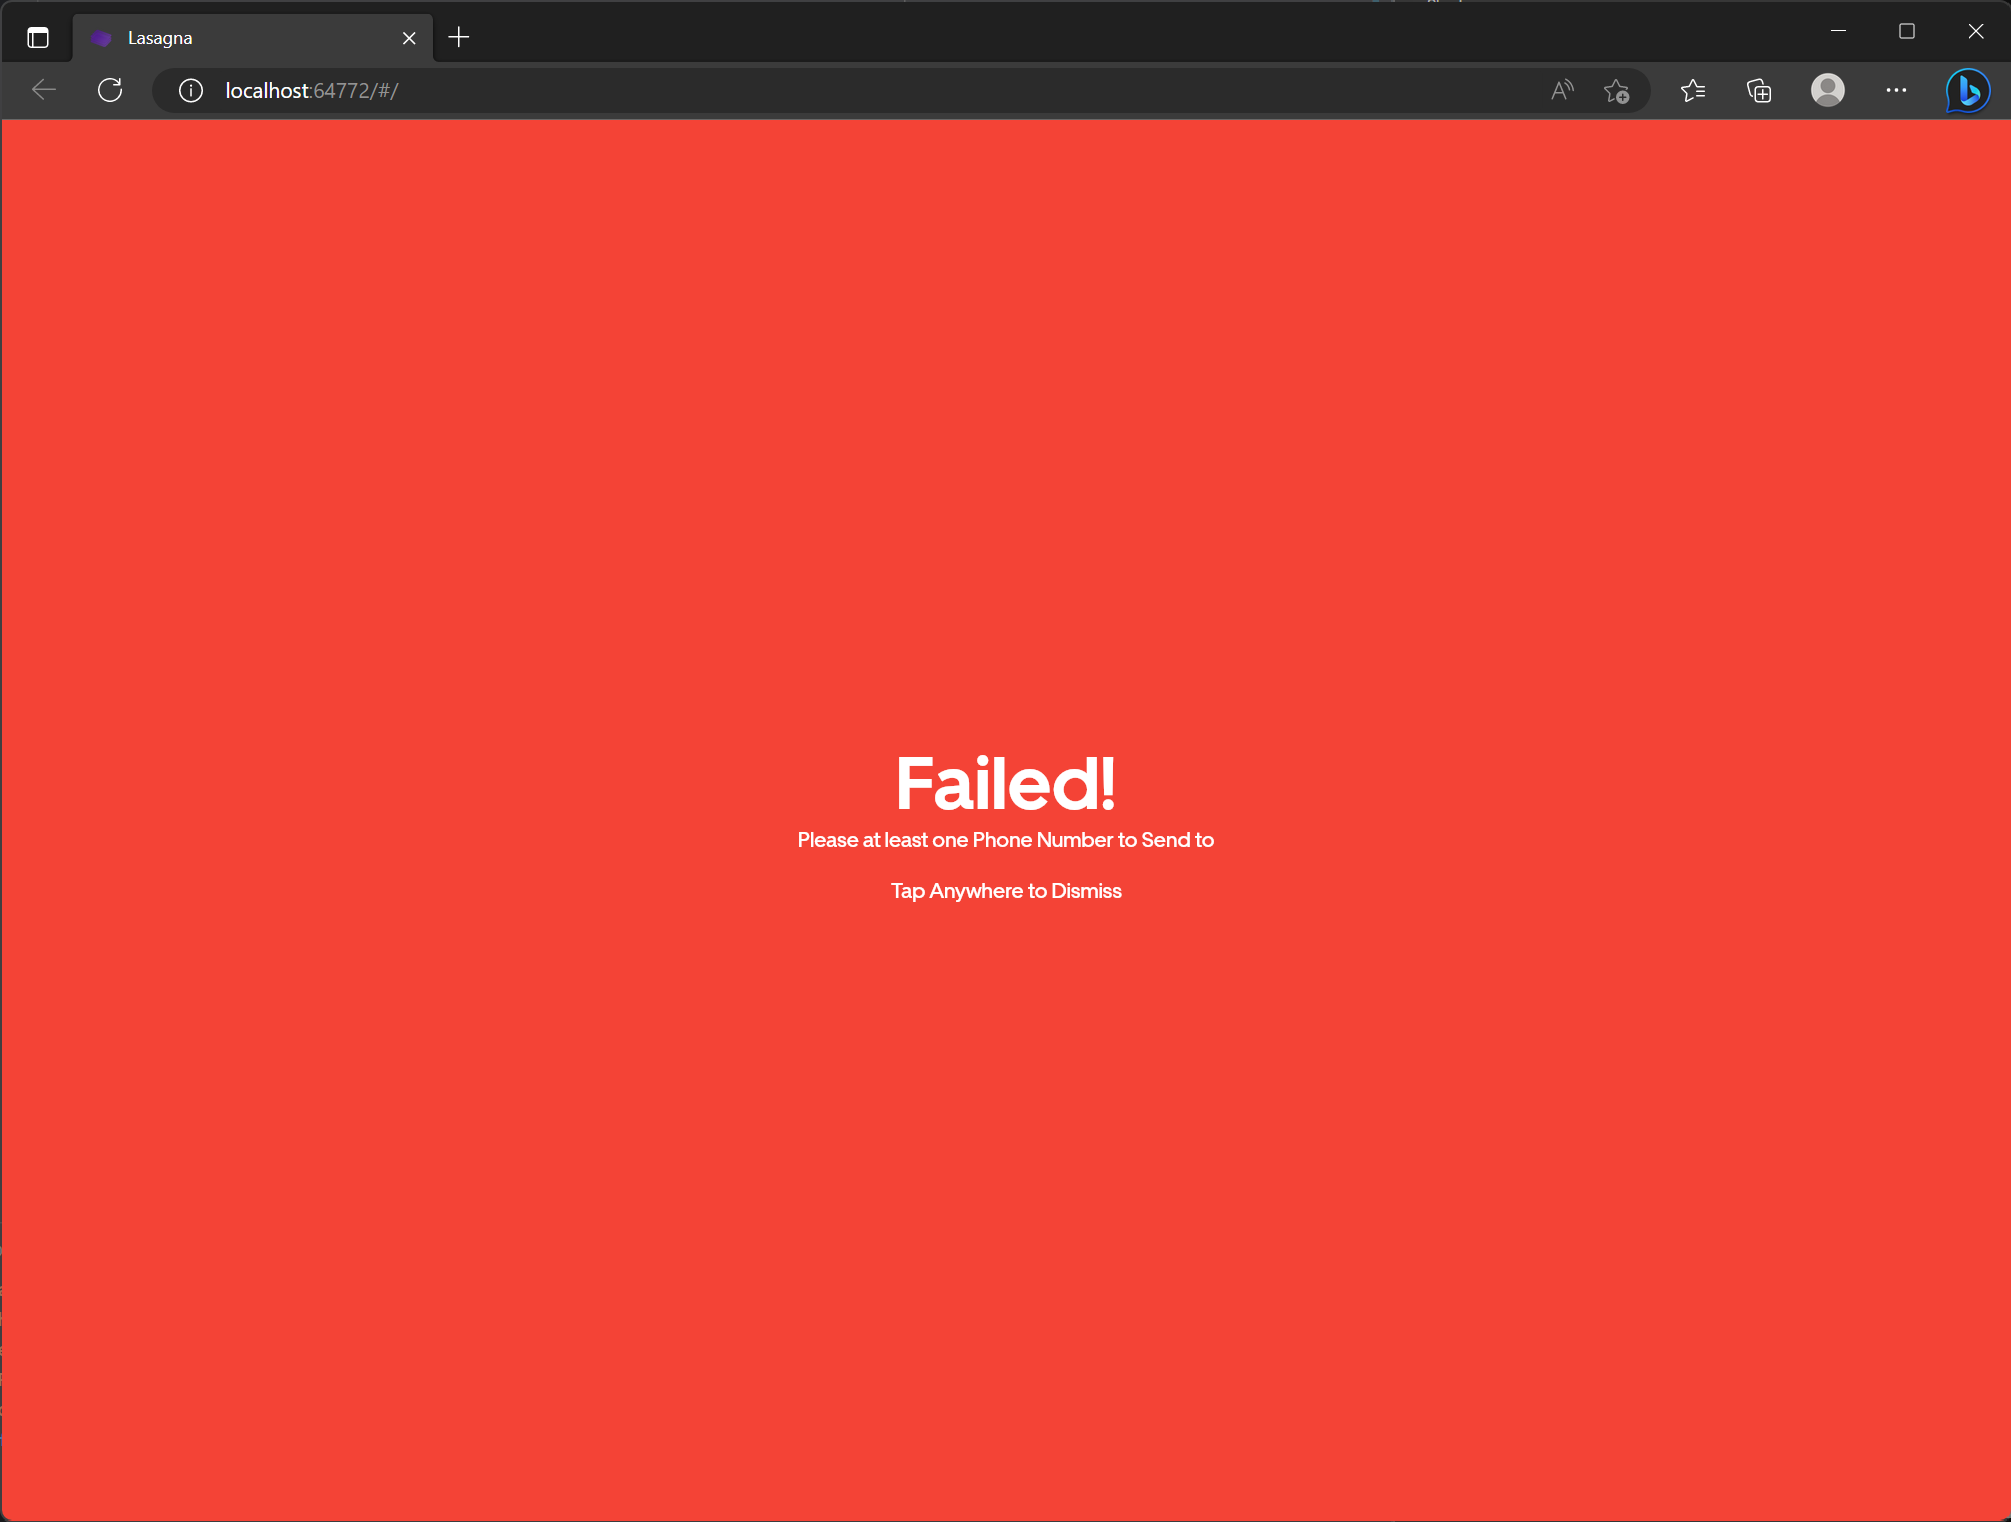 Lasagna
localhost:64772/#/
Failed!
Please at least one Phone Number to Send to
Tap Anywhere to Dismiss